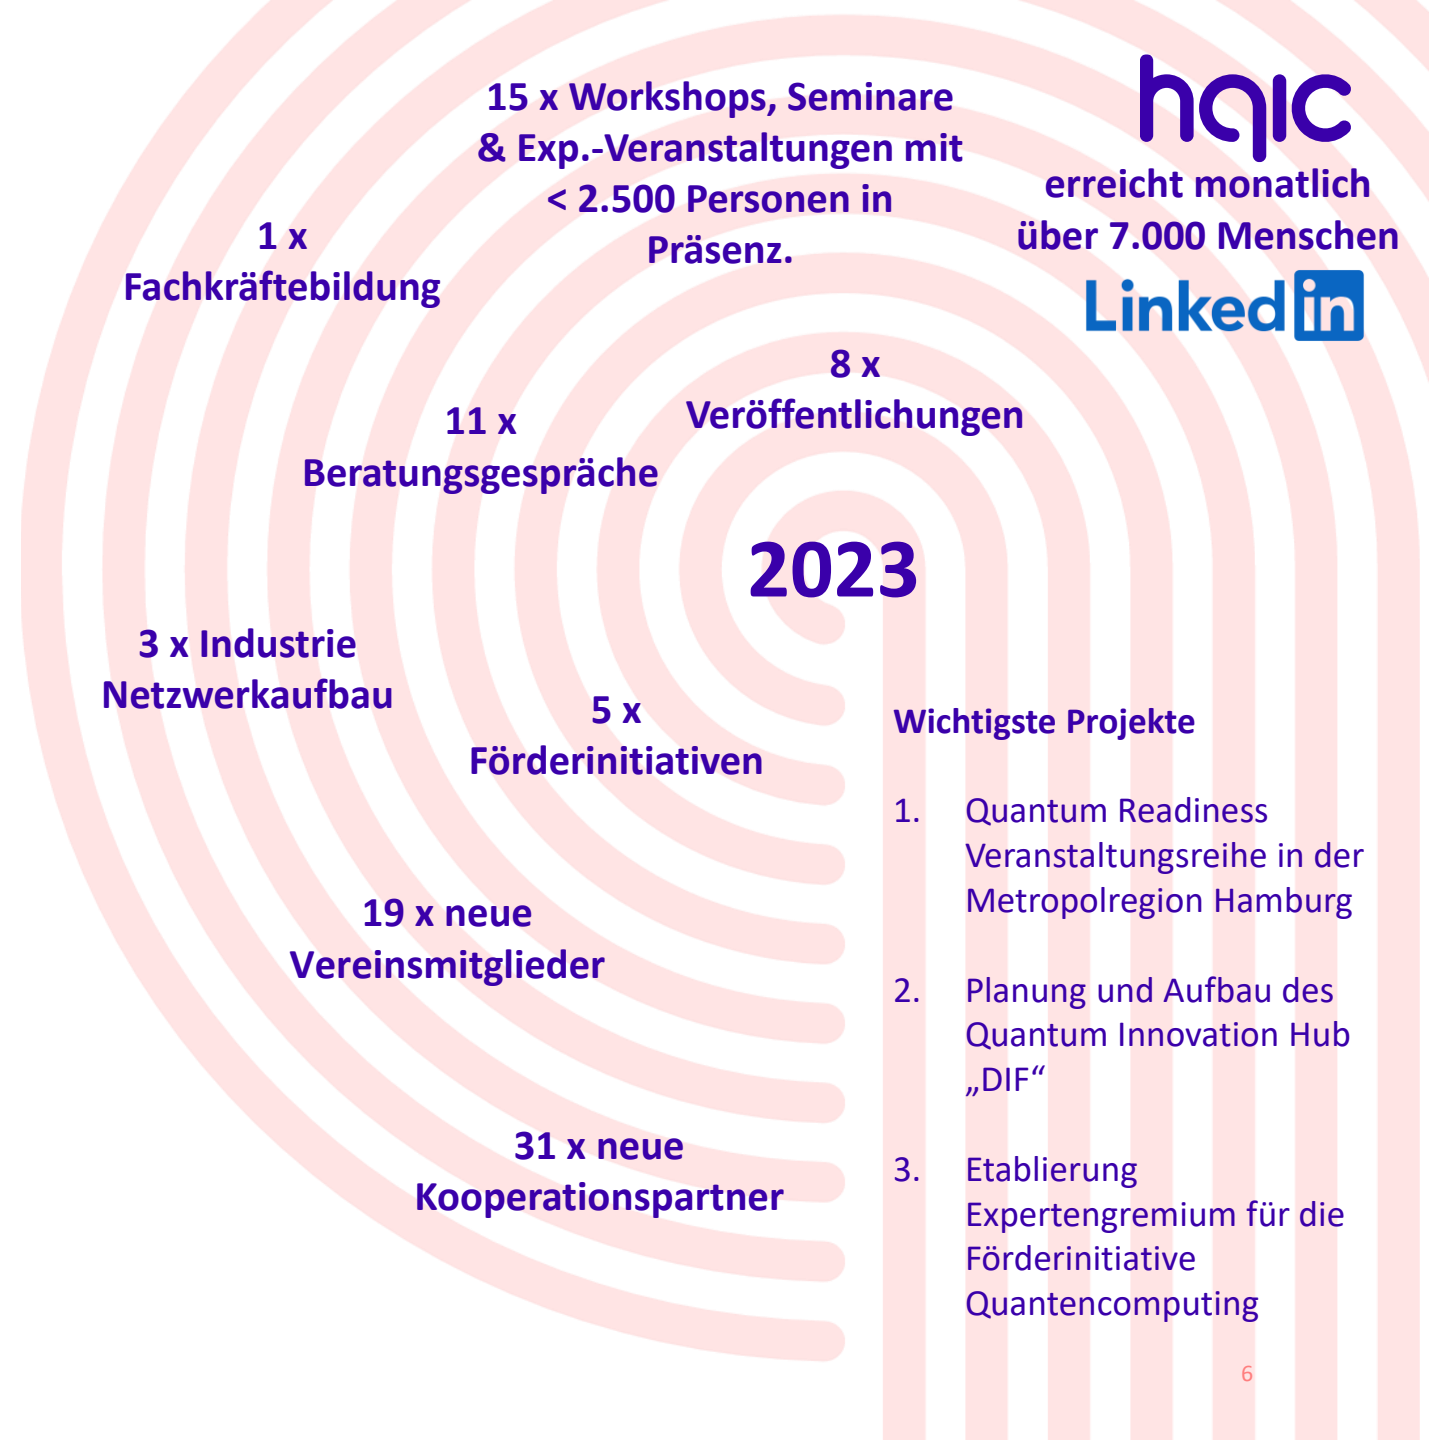 15 x Workshops, Seminare
& Exp.-Veranstaltungen mit
< 2.500 Personen in
Präsenz.
hqic
erreicht monatlich
über 7.000 Menschen
Linked in
1 x
Fachkräftebildung
8 x
Veröffentlichungen
11 x
Beratungsgespräche
2023
3 x Industrie
Netzwerkaufbau
5 x
Förderinitiativen
19 x neue
Vereinsmitglieder
31 x neue
Kooperationspartner
Wichtigste Projekte
1. Quantum Readiness
Veranstaltungsreihe in der
Metropolregion Hamburg
2. Planung und Aufbau des
Quantum Innovation Hub
„DIF“
3. Etablierung
Expertengremium für die
Förderinitiative
Quantencomputing
6